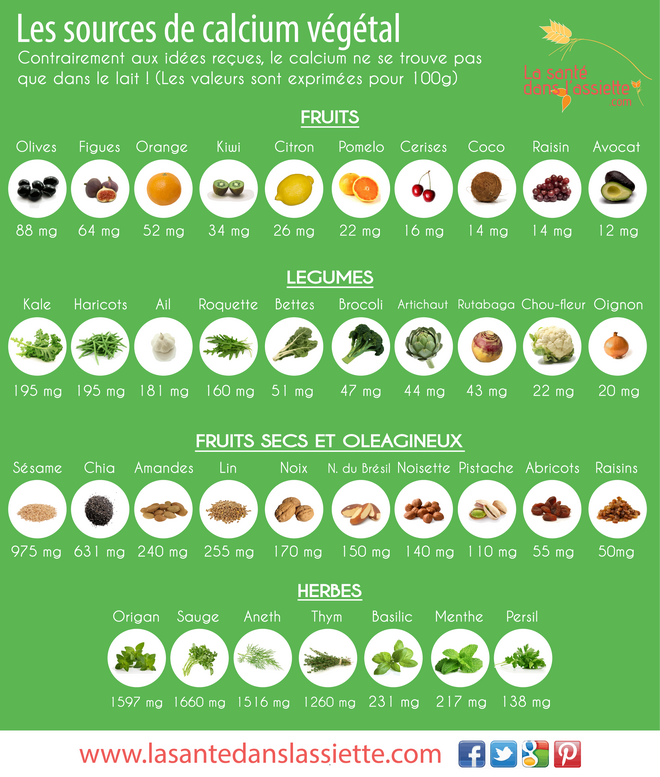 Les sources de calcium végétal
Contrairement aux idées reçues, le calcium ne se trouve pas
que dans le lait ! (Les valeurs sont exprimées pour 100g)
La santé
dans l'assiette
.com
FRUITS
Olives Figues Orange Kiwi Citron Pomelo Cerises Coco Raisin Avocat
88 mg 64 mg 52 mg 34 mg 26 mg 22 mg 16 mg 14 mg 14 mg 12 mg
LEGUMES
Kale Haricots Ail Roquette Bettes Brocoli Artichaut Rutabaga Chou-fleur Oignon
195 mg 195 mg 181 mg 160 mg 51 mg 47 mg 44 mg 43 mg 22 mg 20 mg
FRUITS SECS ET OLEAGINEUX
Sésame Chia Amandes Lin Noix N. du Brésil Noisette Pistache Abricots Raisins
975 mg 631 mg 240 mg 255 mg 170 mg 150 mg 140 mg 110 mg 55 mg 50mg
HERBES
Origan Sauge Aneth Thym Basilic Menthe Persil
1597 mg 1660 mg 1516 mg 1260 mg 231 mg 217 mg 138 mg
www.lasantedanslassiette.com